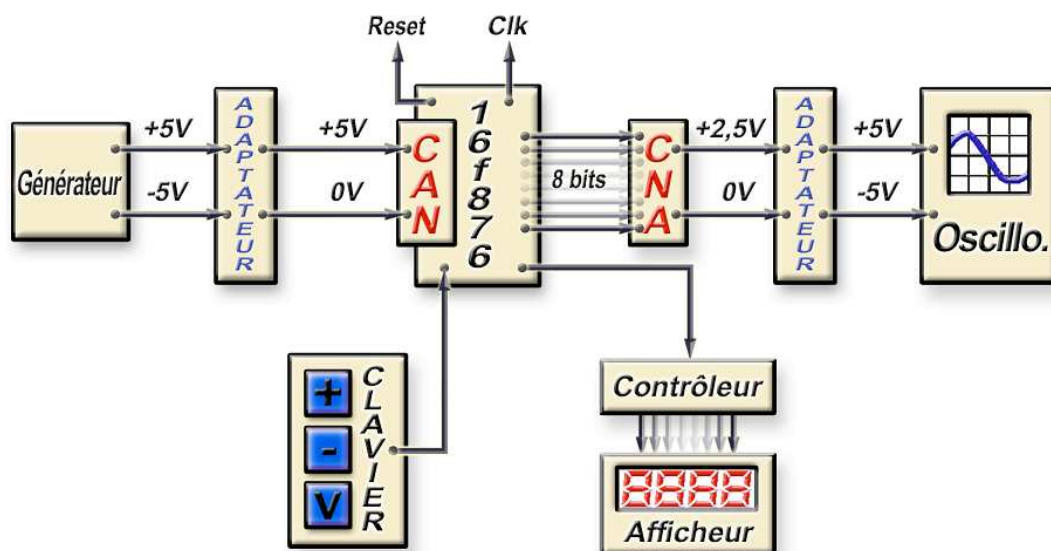 Reset
Clk
Générateur
+5V
-5V
ADAPTATEUR
+5V
0V
CAN
16f876
8 bits
CNA
+2,5V
0V
ADAPTATEUR
+5V
-5V
Oscillo.
+
-
V
CLAVIER
Contrôleur
8888
Afficheur